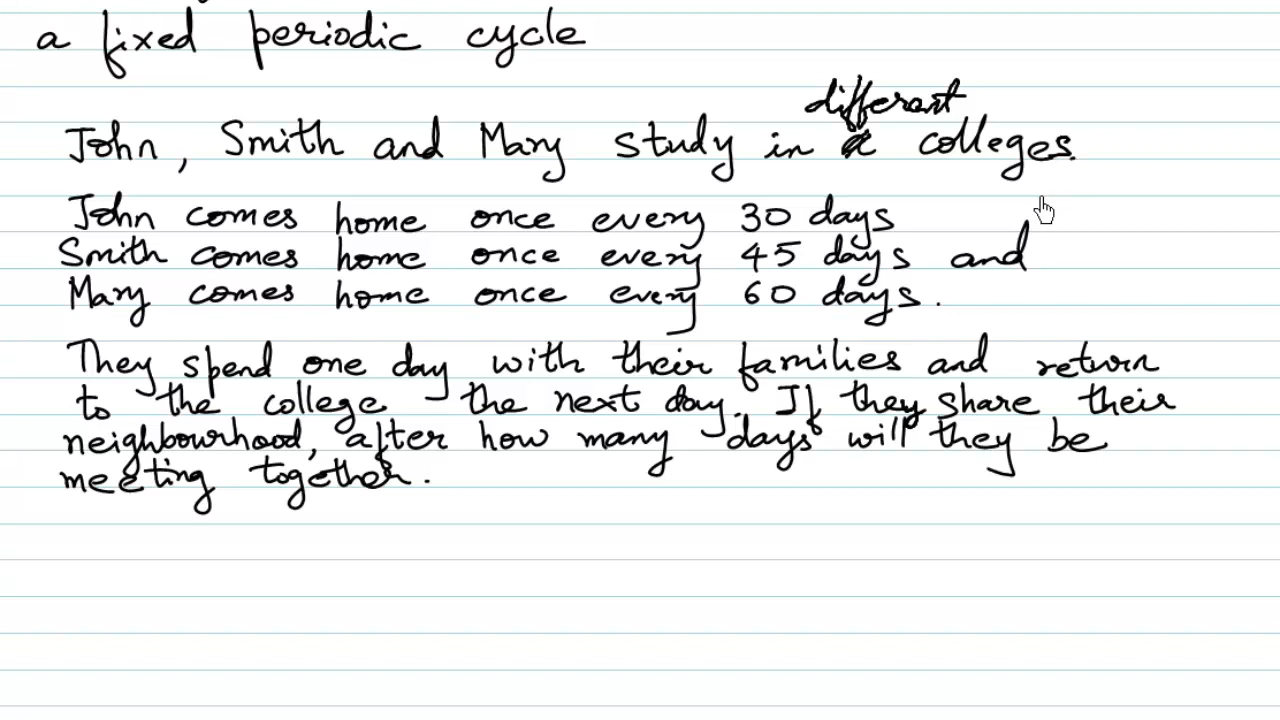 a fixed periodic cycle
different
John, Smith and Mary study in colleges.
John comes home once every 30 days
Smith comes home once every 45 days and
Mary comes home once every 60 days.
They spend one day with their families and return
to the college the next day. If they share their
neighbourhood, after how many days will they be
meeting together.